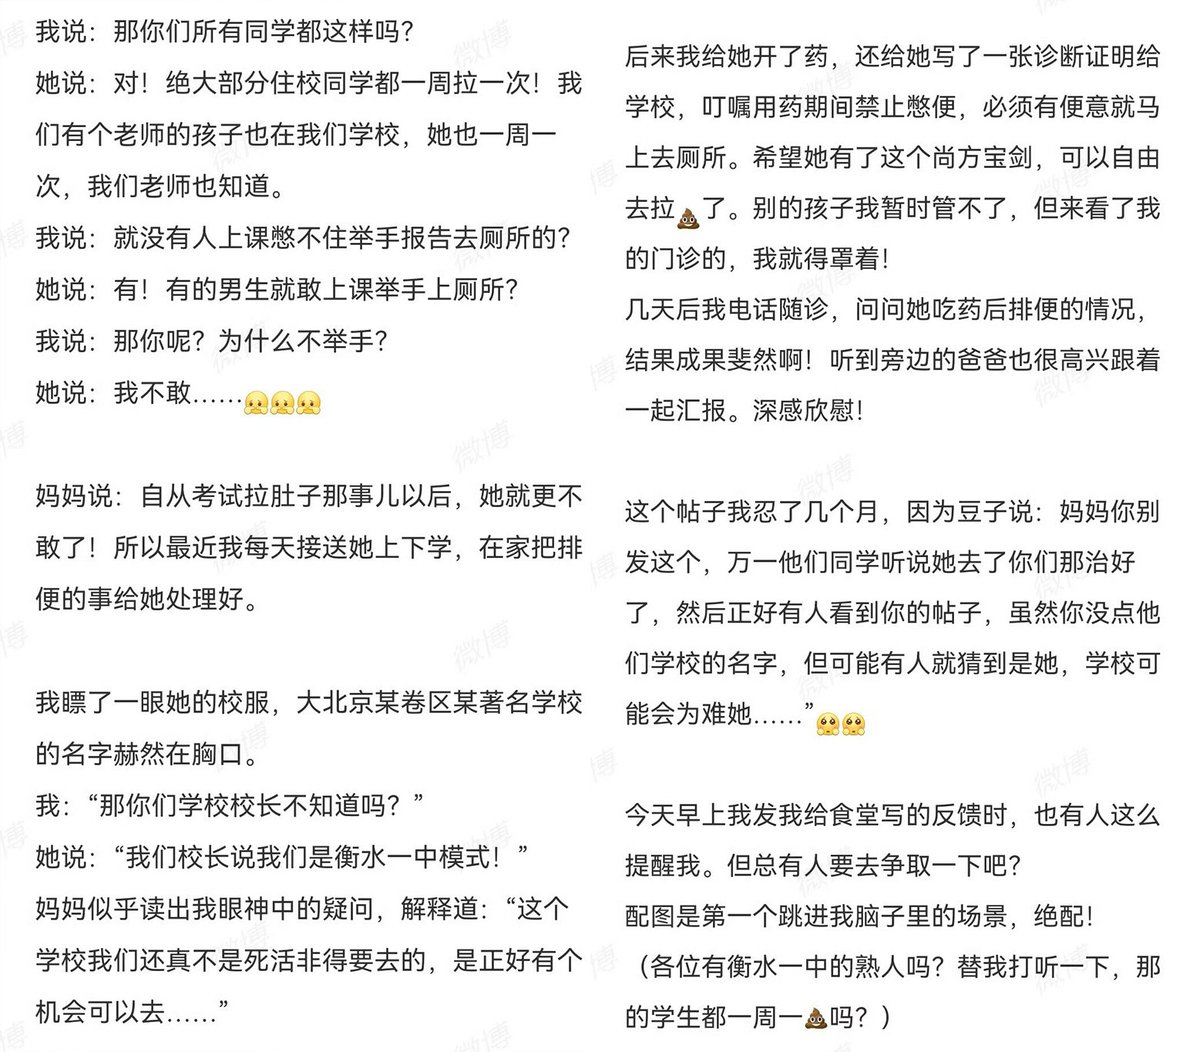 我说：那你们所有同学都这样吗？
她说：对！绝大部分住校同学都一周拉一次！我
们有个老师的孩子也在我们学校，她也一周一
次，我们老师也知道。
我说：就没有人上课憋不住举手报告去厕所的？
她说：有！有的男生就敢上课举手上厕所？
我说：那你呢？为什么不举手？
她说：我不敢……
妈妈说：自从考试拉肚子那事儿以后，她就更不
敢了！所以最近我每天接送她上下学，在家把排
便的事给她处理好。
我瞟了一眼她的校服，大北京某卷区某著名学校
的名字赫然在胸口。
我：“那你们学校校长不知道吗？”
她说：“我们校长说我们是衡水一中模式！”
妈妈似乎读出我眼神中的疑问，解释道：“这个
学校我们还真不是死活非得要去的，是正好有个
机会可以去……”
后来我给她开了药，还给她写了一张诊断证明给
学校，叮嘱用药期间禁止憋便，必须有便意就马
上去厕所。希望她有了这个尚方宝剑，可以自由
去拉💩了。别的孩子我暂时管不了，但来看了我
的门诊的，我就得罩着！
几天后我电话随诊，问问她吃药后排便的情况，
结果成果斐然啊！听到旁边的爸爸也很高兴跟着
一起汇报。深感欣慰！
这个帖子我忍了几个月，因为豆子说：妈妈你别
发这个，万一他们同学听说她去了你们那治好
了，然后正好有人看到你的帖子，虽然你没点他
们学校的名字，但可能有人就猜到是她，学校可
能会为难她……”
今天早上我发我给食堂写的反馈时，也有人这么
提醒我。但总有人要去争取一下吧？
配图是第一个跳进我脑子里的场景，绝配！
（各位有衡水一中的熟人吗？替我打听一下，那
的学生都一周一💩吗？）
微博